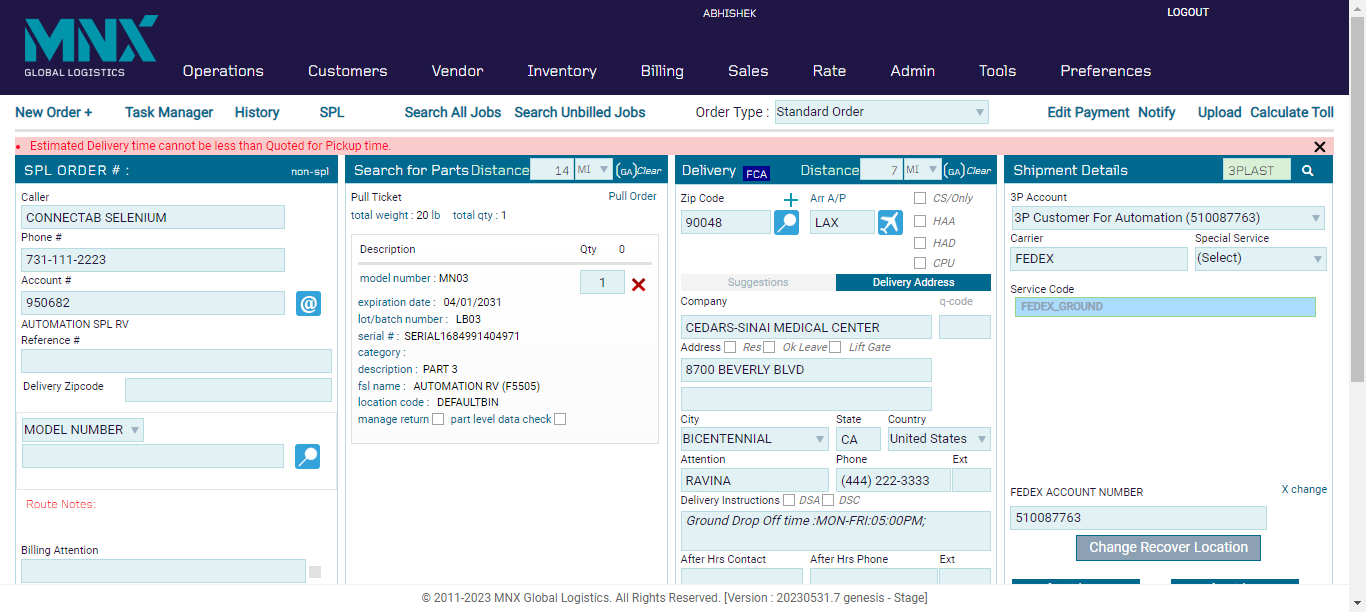 ABHISHEK
LOGOUT
MNX
GLOBAL LOGISTICS
Operations Customers Vendor Inventory Billing Sales Rate Admin Tools Preferences
New Order + Task Manager History SPL Search All Jobs Search Unbilled Jobs Order Type : Standard Order Edit Payment Notify Upload Calculate Toll
Estimated Delivery time cannot be less than Quoted for Pickup time.
SPL ORDER # : non-spl
Caller
CONNECTAB SELENIUM
Phone #
731-111-2223
Account #
950682 @
AUTOMATION SPL RV
Reference #
Delivery Zipcode
MODEL NUMBER
Route Notes:
Billing Attention
Search for Parts Distance 14 MI (GA) Clear
Pull Ticket Pull Order
total weight : 20 lb total qty : 1
Description Qty 0
model number : MN03 1
expiration date : 04/01/2031
lot/batch number : LB03
serial # : SERIAL1684991404971
category :
description : PART 3
fsl name : AUTOMATION RV (F5505)
location code : DEFAULTBIN
manage return part level data check
Delivery FCA Distance 7 MI (GA) Clear
Zip Code Arr A/P CS/Only
90048 LAX HAA
HAD
CPU
Suggestions Delivery Address
Company q-code
CEDARS-SINAI MEDICAL CENTER
Address Res Ok Leave Lift Gate
8700 BEVERLY BLVD
City State Country
BICENTENNIAL CA United States
Attention Phone Ext
RAVINA (444) 222-3333
Delivery Instructions DSA DSC
Ground Drop Off time :MON-FRI:05:00PM;
After Hrs Contact After Hrs Phone Ext
Shipment Details 3PLAST
3P Account
3P Customer For Automation (510087763)
Carrier Special Service
FEDEX (Select)
Service Code
FEDEX_GROUND
FEDEX ACCOUNT NUMBER X change
510087763
Change Recover Location
© 2011-2023 MNX Global Logistics. All Rights Reserved. [Version : 20230531.7 genesis - Stage]